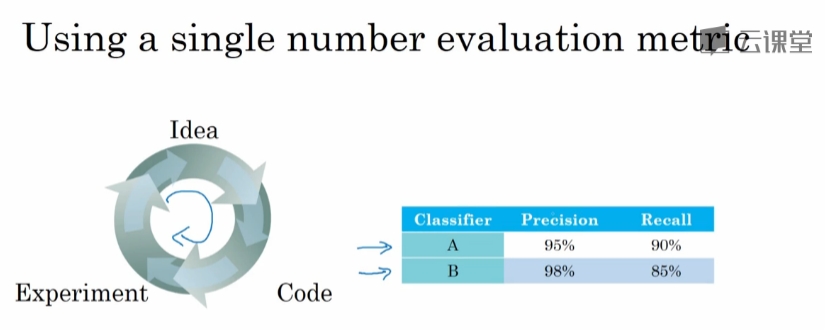 Using a single number evaluation metric
云课堂
Idea
Experiment
Code
Classifier Precision Recall
A 95% 90%
B 98% 85%